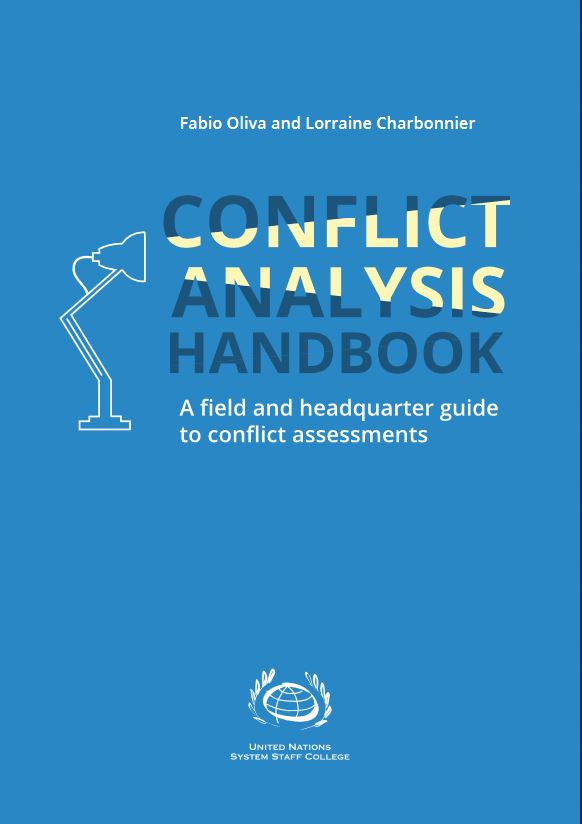 Fabio Oliva and Lorraine Charbonnier
CONFLICT
ANALYSIS
HANDBOOK
A field and headquarter guide
to conflict assessments
UNITED NATIONS
SYSTEM STAFF COLLEGE